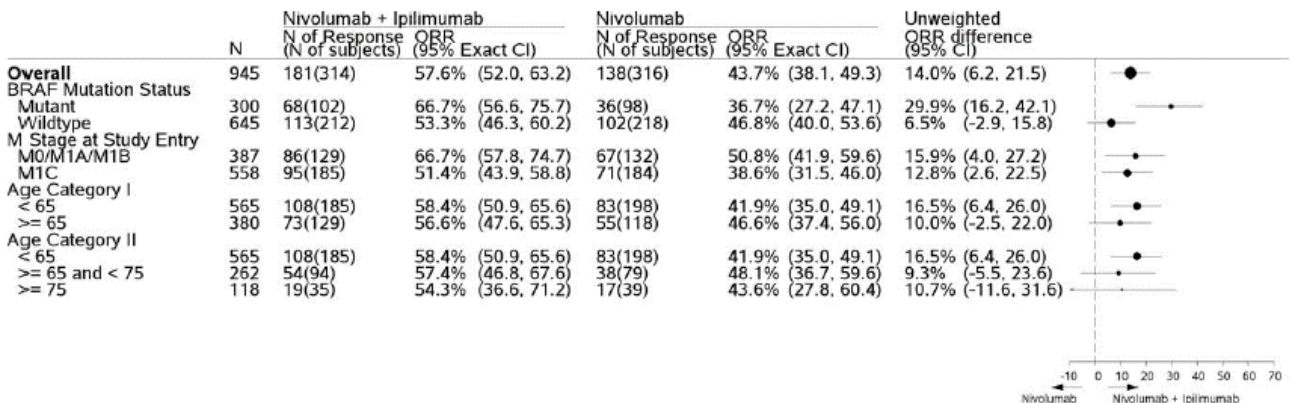 Nivolumab + Ipilimumab Nivolumab Unweighted
N of Response ORR N of Response ORR ORR difference
N (N of subjects) (95% Exact CI) (N of subjects) (95% Exact CI) (95% CI)
Overall 945 181(314) 57.6% (52.0, 63.2) 138(316) 43.7% (38.1, 49.3) 14.0% (6.2, 21.5)
BRAF Mutation Status
Mutant 300 68(102) 66.7% (56.6, 75.7) 36(98) 36.7% (27.2, 47.1) 29.9% (16.2, 42.1)
Wildtype 645 113(212) 53.3% (46.3, 60.2) 102(218) 46.8% (40.0, 53.6) 6.5% (-2.9, 15.8)
M Stage at Study Entry
M0/M1A/M1B 387 86(129) 66.7% (57.8, 74.7) 67(132) 50.8% (41.9, 59.6) 15.9% (4.0, 27.2)
M1C 558 95(185) 51.4% (43.9, 58.8) 71(184) 38.6% (31.5, 46.0) 12.8% (2.6, 22.5)
Age Category I
< 65 565 108(185) 58.4% (50.9, 65.6) 83(198) 41.9% (35.0, 49.1) 16.5% (6.4, 26.0)
>= 65 380 73(129) 56.6% (47.6, 65.3) 55(118) 46.6% (37.4, 56.0) 10.0% (-2.5, 22.0)
Age Category II
< 65 565 108(185) 58.4% (50.9, 65.6) 83(198) 41.9% (35.0, 49.1) 16.5% (6.4, 26.0)
>= 65 and < 75 262 54(94) 57.4% (46.8, 67.6) 38(79) 48.1% (36.7, 59.6) 9.3% (-5.5, 23.6)
>= 75 118 19(35) 54.3% (36.6, 71.2) 17(39) 43.6% (27.8, 60.4) 10.7% (-11.6, 31.6)
-10 0 10 20 30 40 50 60 70
Nivolumab Nivolumab + Ipilimumab